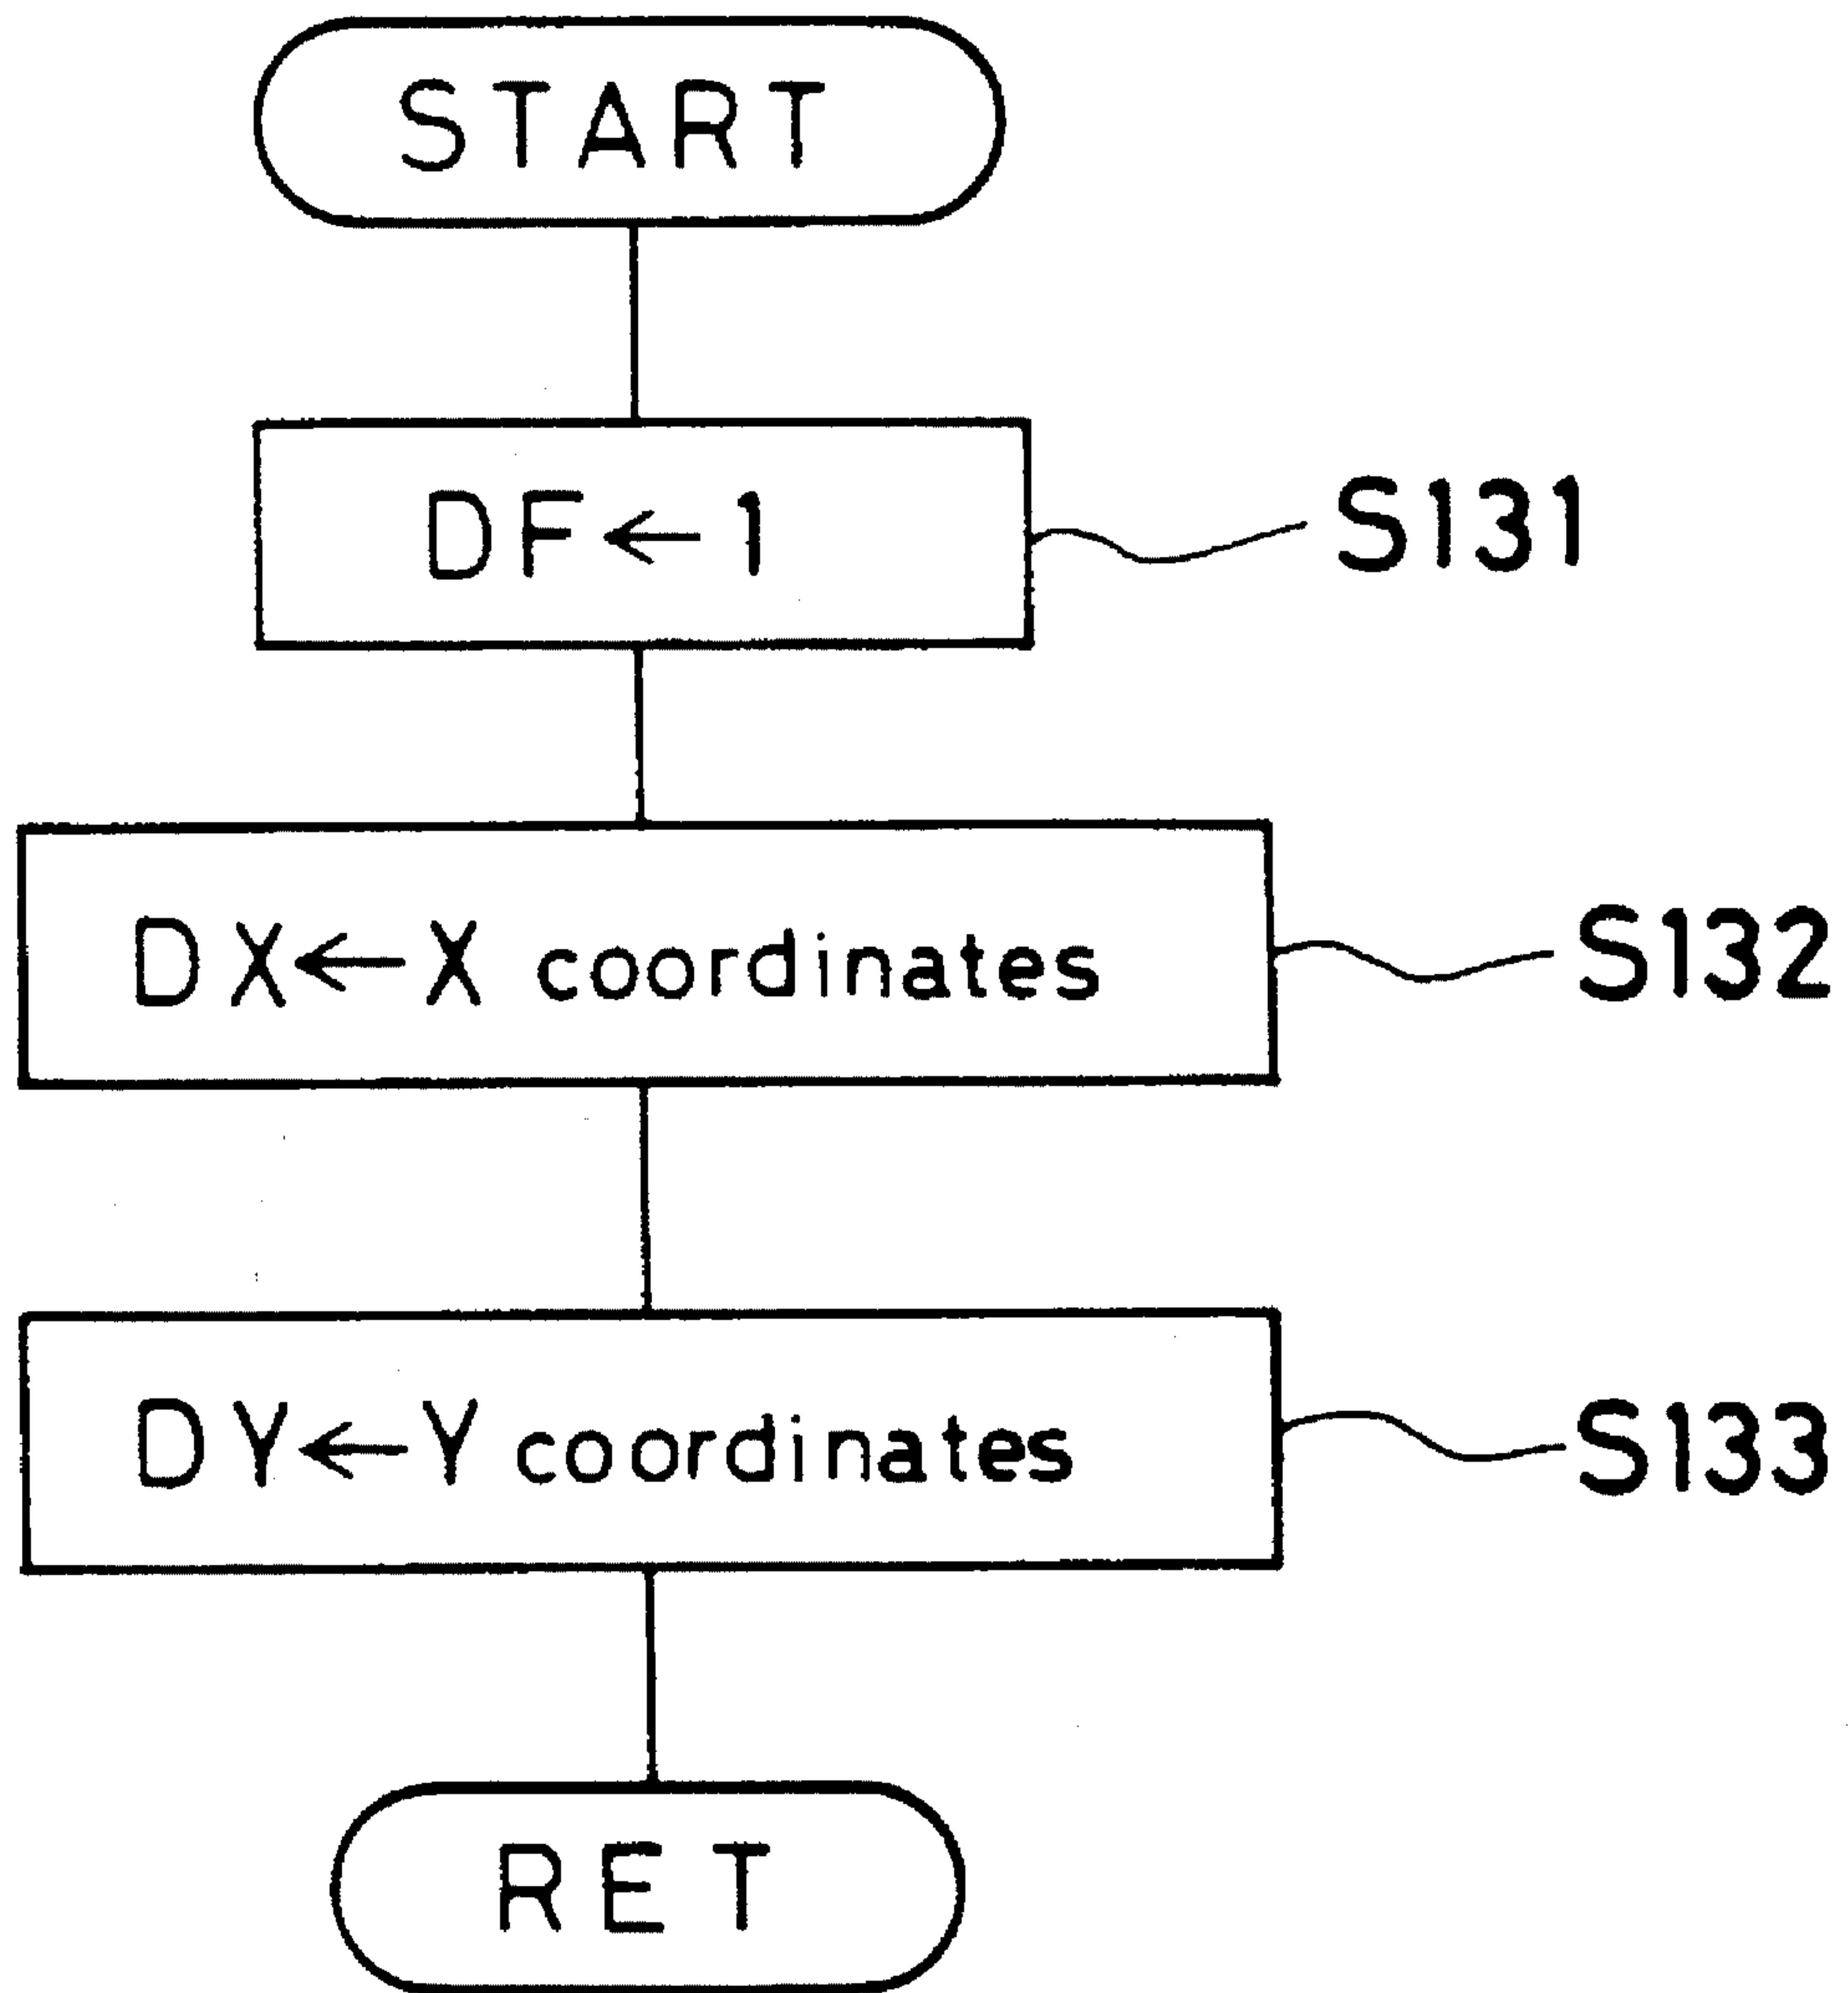 START
DF←1 S131
DX←X coordinates S132
DY←Y coordinates S133
RET